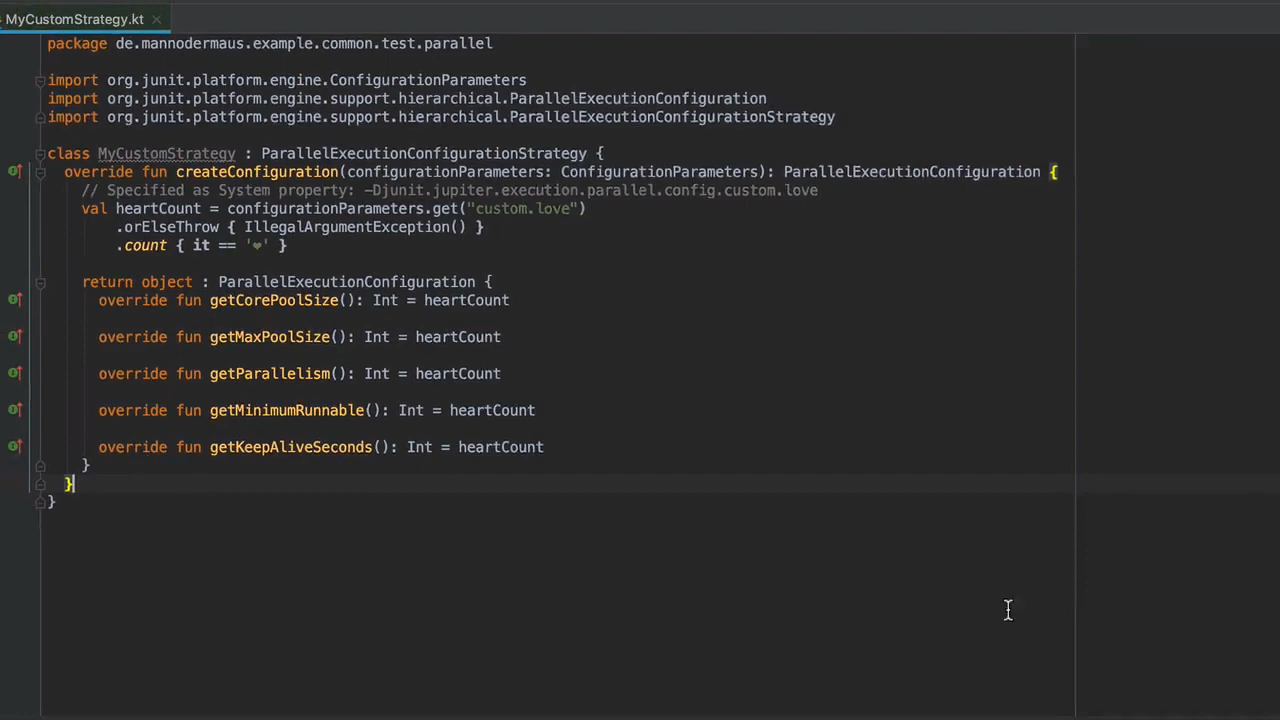 MyCustomStrategy.kt
package de.mannodermaus.example.common.test.parallel
import org.junit.platform.engine.ConfigurationParameters
import org.junit.platform.engine.support.hierarchical.ParallelExecutionConfiguration
import org.junit.platform.engine.support.hierarchical.ParallelExecutionConfigurationStrategy
class MyCustomStrategy : ParallelExecutionConfigurationStrategy {
override fun createConfiguration(configurationParameters: ConfigurationParameters): ParallelExecutionConfiguration {
// Specified as System property: -Djunit.jupiter.execution.parallel.config.custom.love
val heartCount = configurationParameters.get("custom.love")
.orElseThrow { IllegalArgumentException() }
.count { it == '❤' }
return object : ParallelExecutionConfiguration {
override fun getCorePoolSize(): Int = heartCount
override fun getMaxPoolSize(): Int = heartCount
override fun getParallelism(): Int = heartCount
override fun getMinimumRunnable(): Int = heartCount
override fun getKeepAliveSeconds(): Int = heartCount
}
}
}